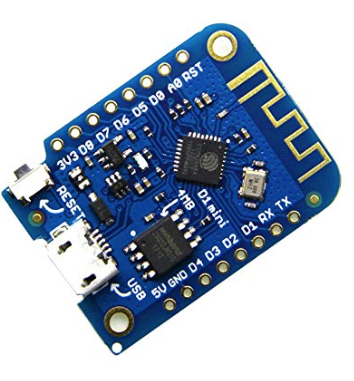 3V3 D8 D7 D6 D5 D0 A0 RST
RESET
D1 mini
4MB
USB
5V GND D4 D3 D2 D1 RX TX